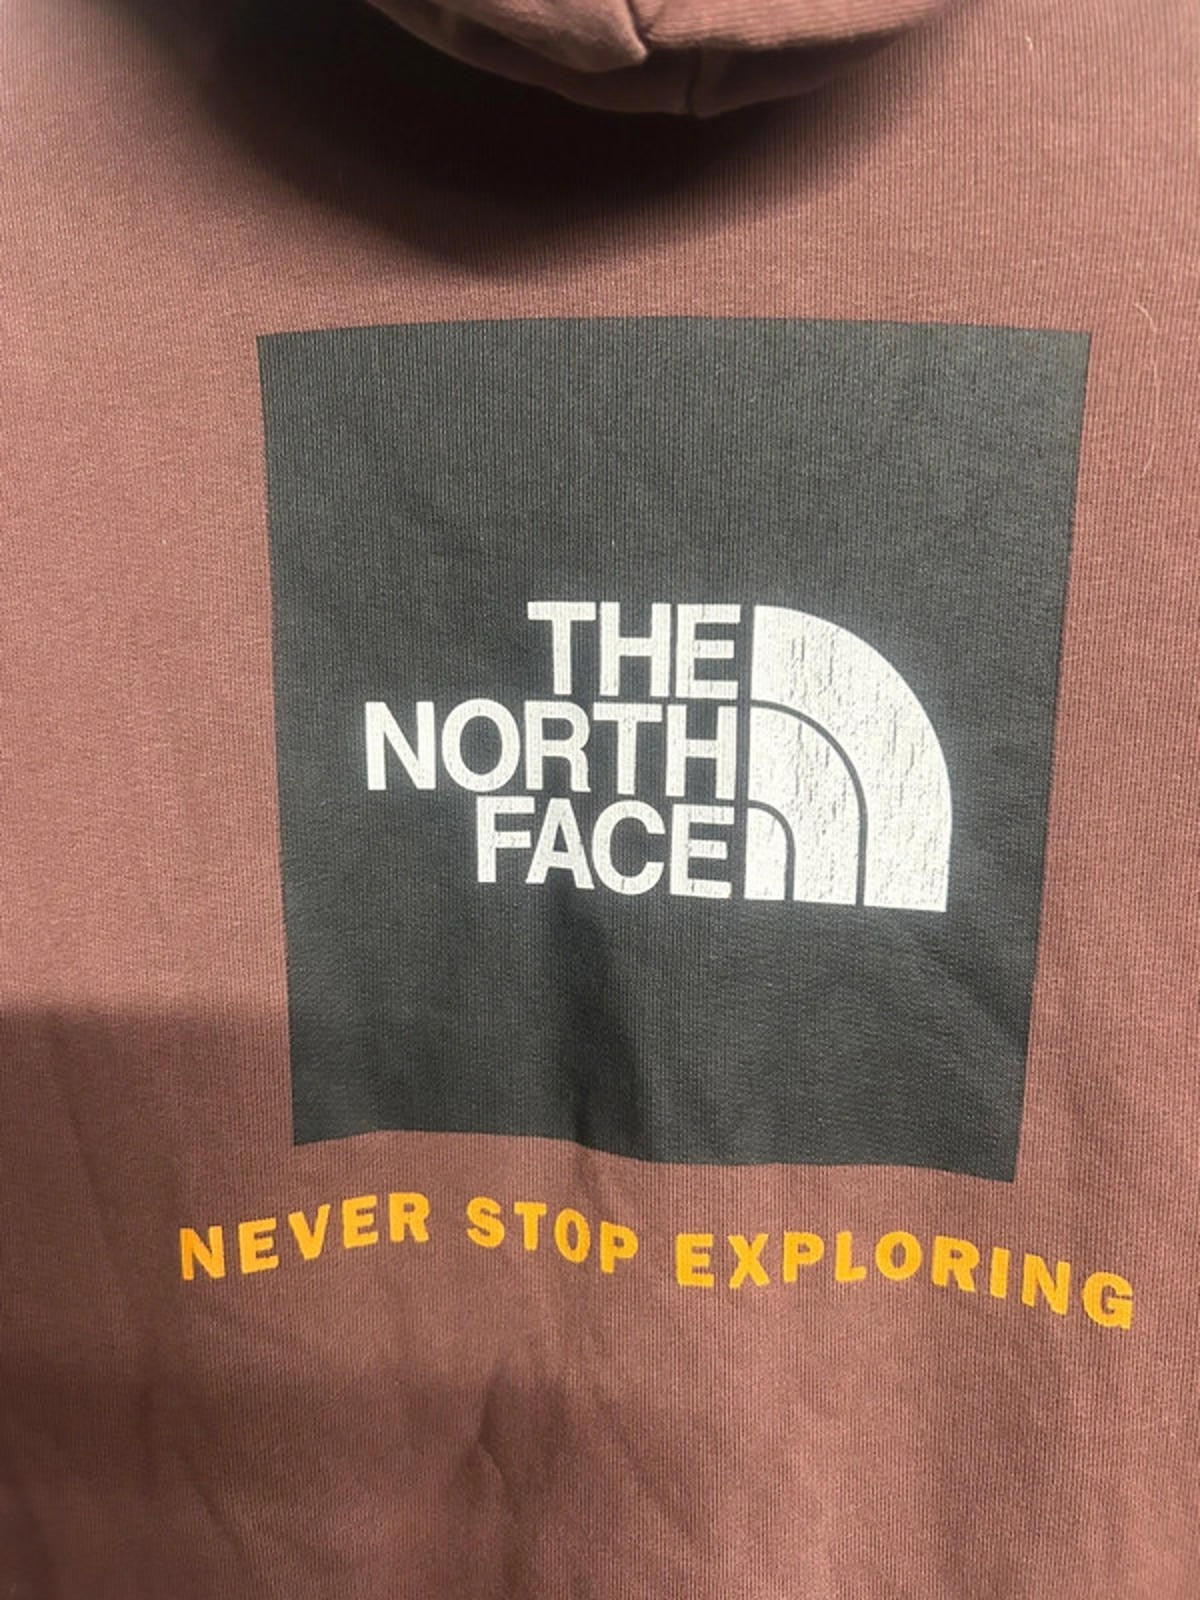 THE
NORTH
FACE
NEVER STOP EXPLORING